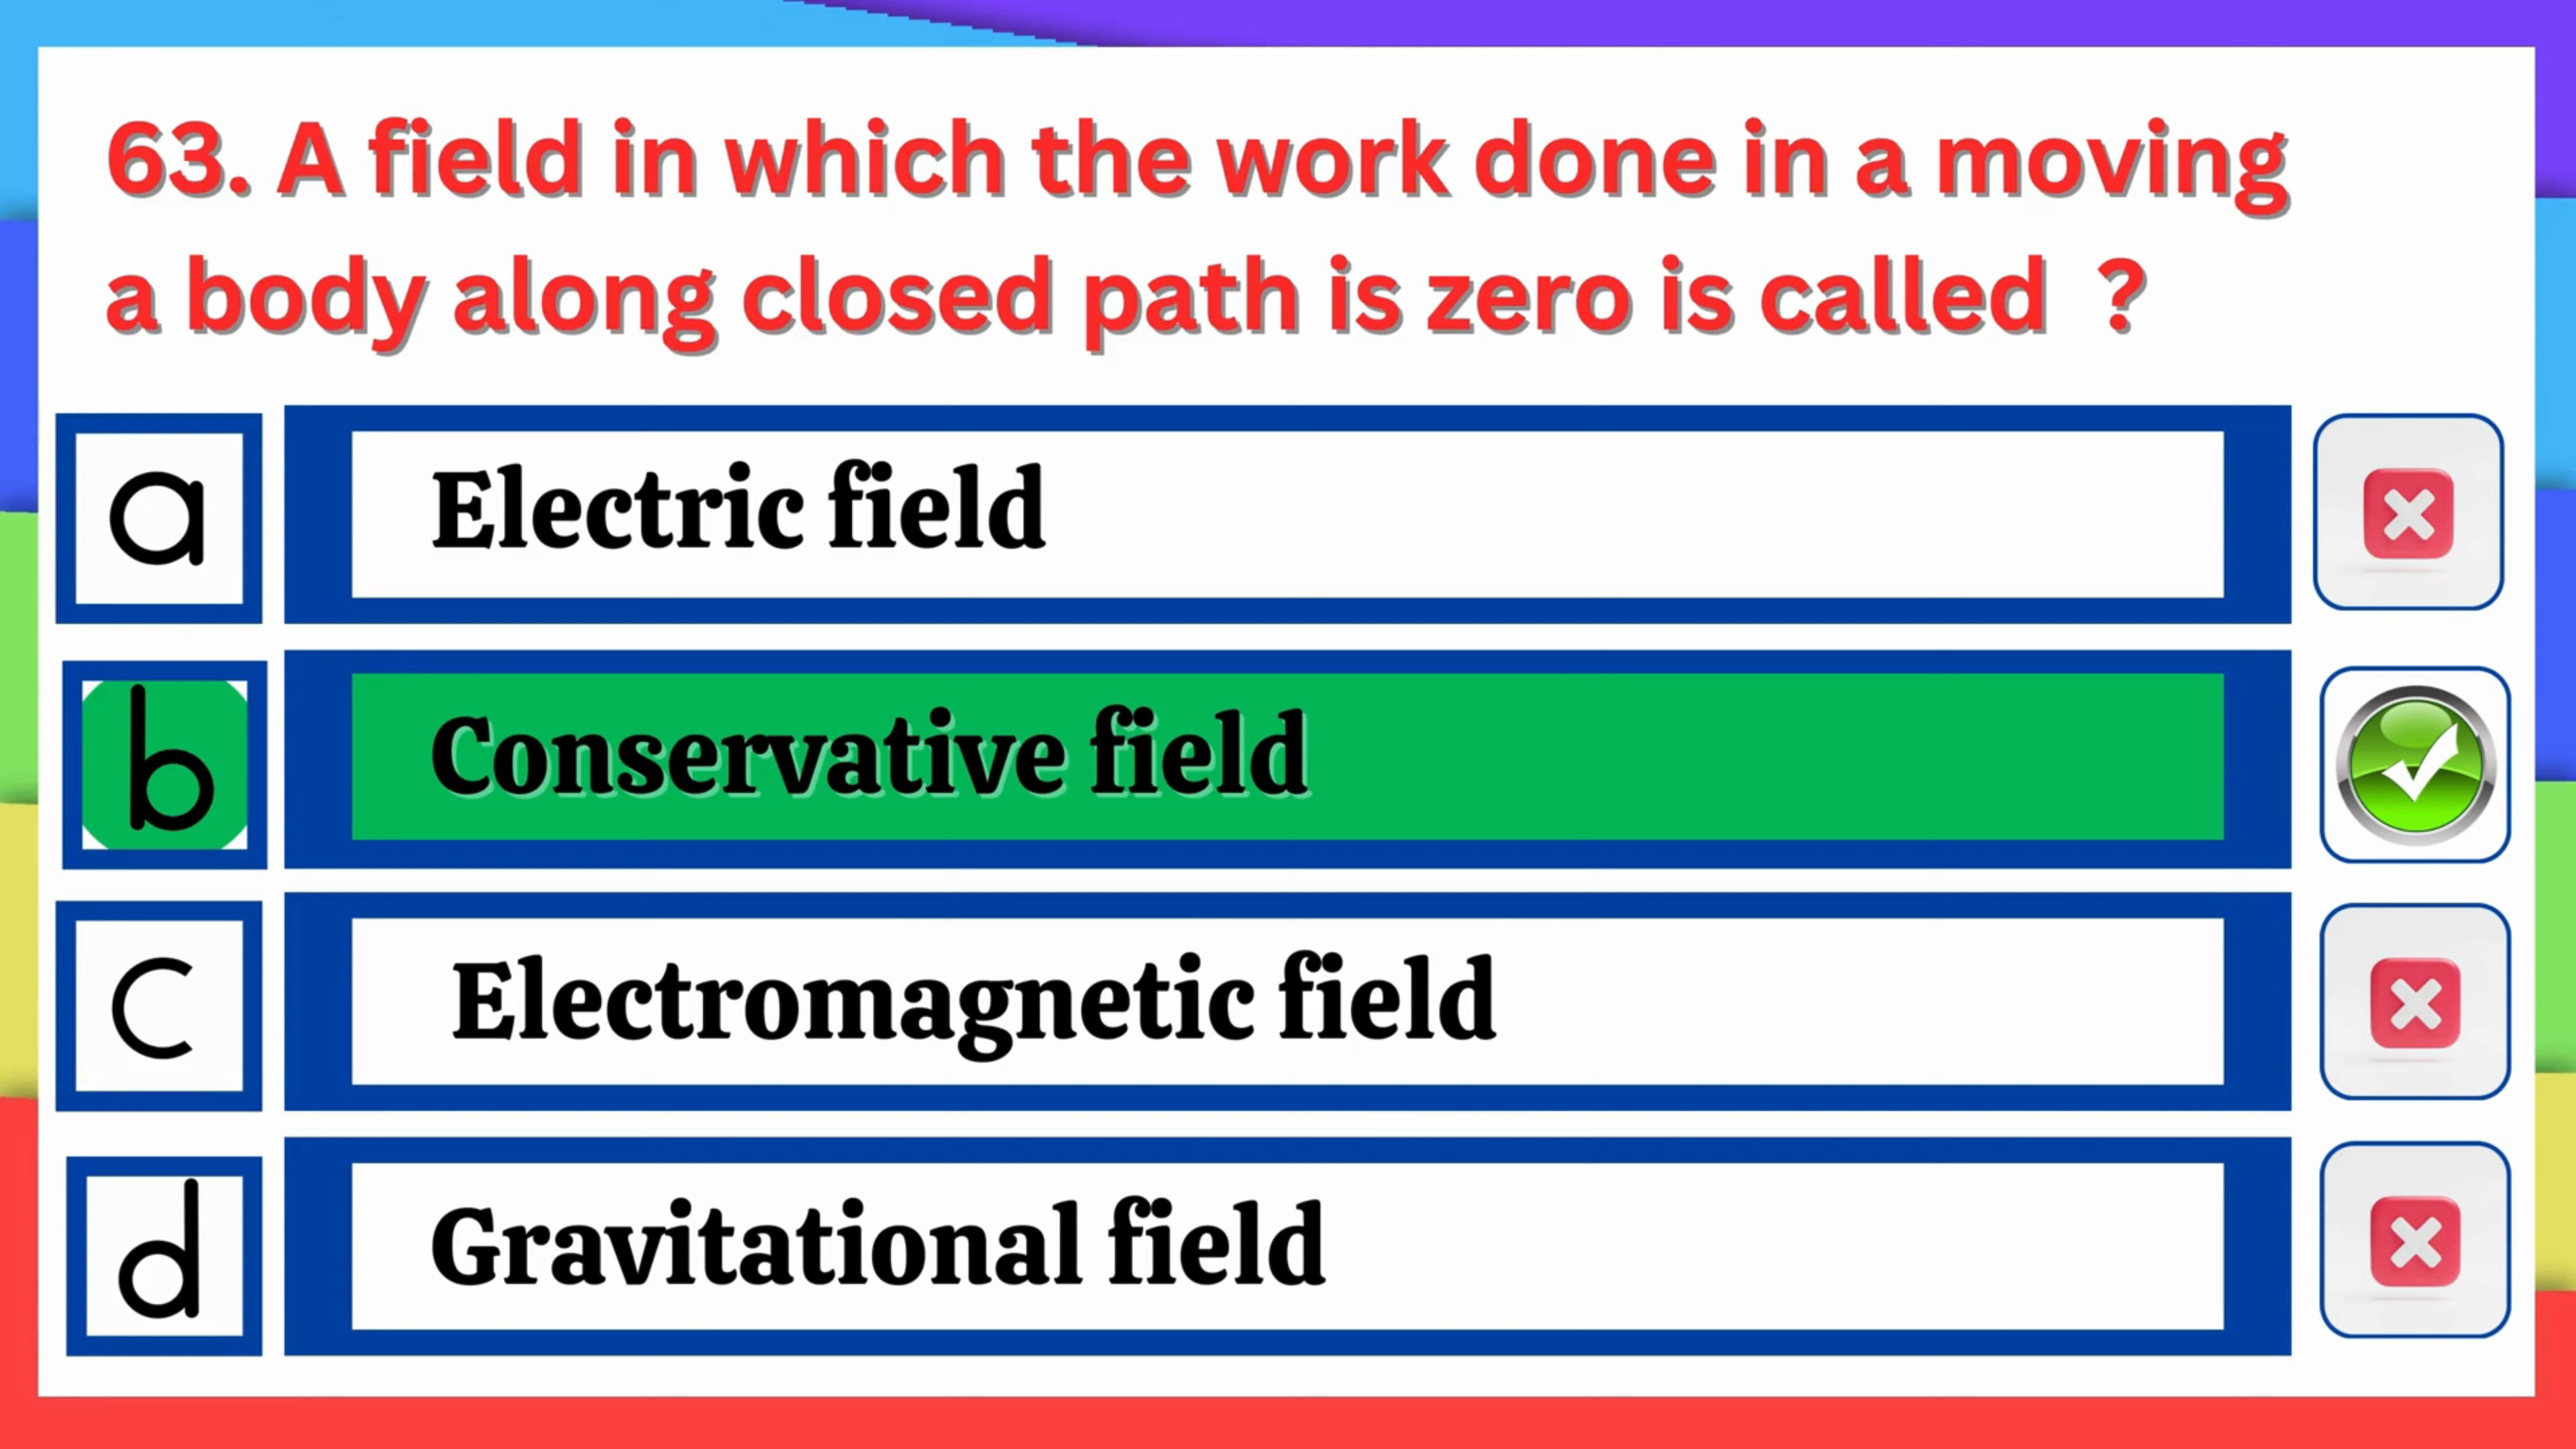 63. A field in which the work done in a moving
a body along closed path is zero is called ?
a Electric field
b Conservative field
c Electromagnetic field
d Gravitational field